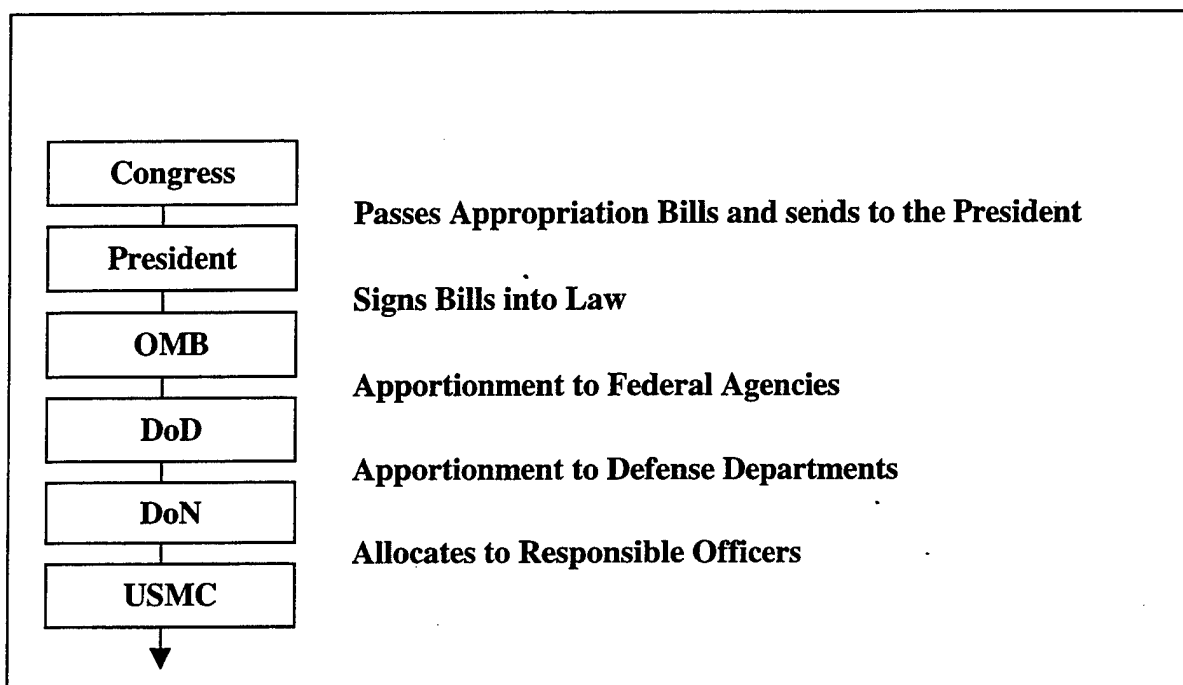 Congress
Passes Appropriation Bills and sends to the President
President
Signs Bills into Law
OMB
Apportionment to Federal Agencies
DoD
Apportionment to Defense Departments
DoN
Allocates to Responsible Officers
USMC